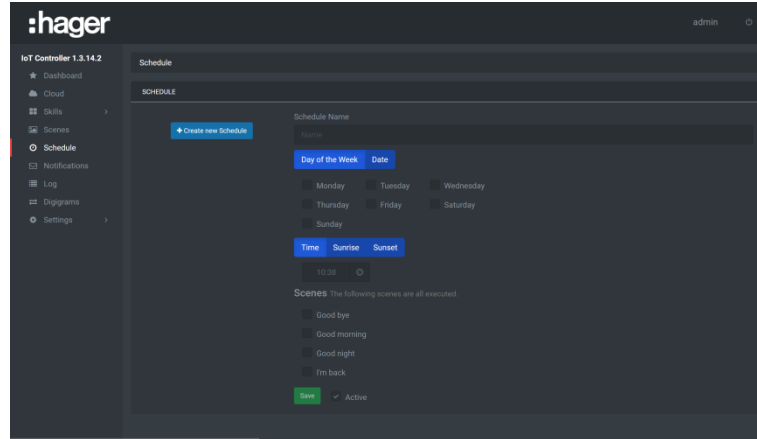 :hager
admin
IoT Controller 1.3.14.2
Dashboard
Cloud
Skills
Scenes
Schedule
Notifications
Log
Digigrams
Settings
Schedule
SCHEDULE
+ Create new Schedule
Schedule Name
Name
Day of the Week Date
Monday Tuesday Wednesday
Thursday Friday Saturday
Sunday
Time Sunrise Sunset
10:38
Scenes The following scenes are all executed.
Good bye
Good morning
Good night
I'm back
Save Active